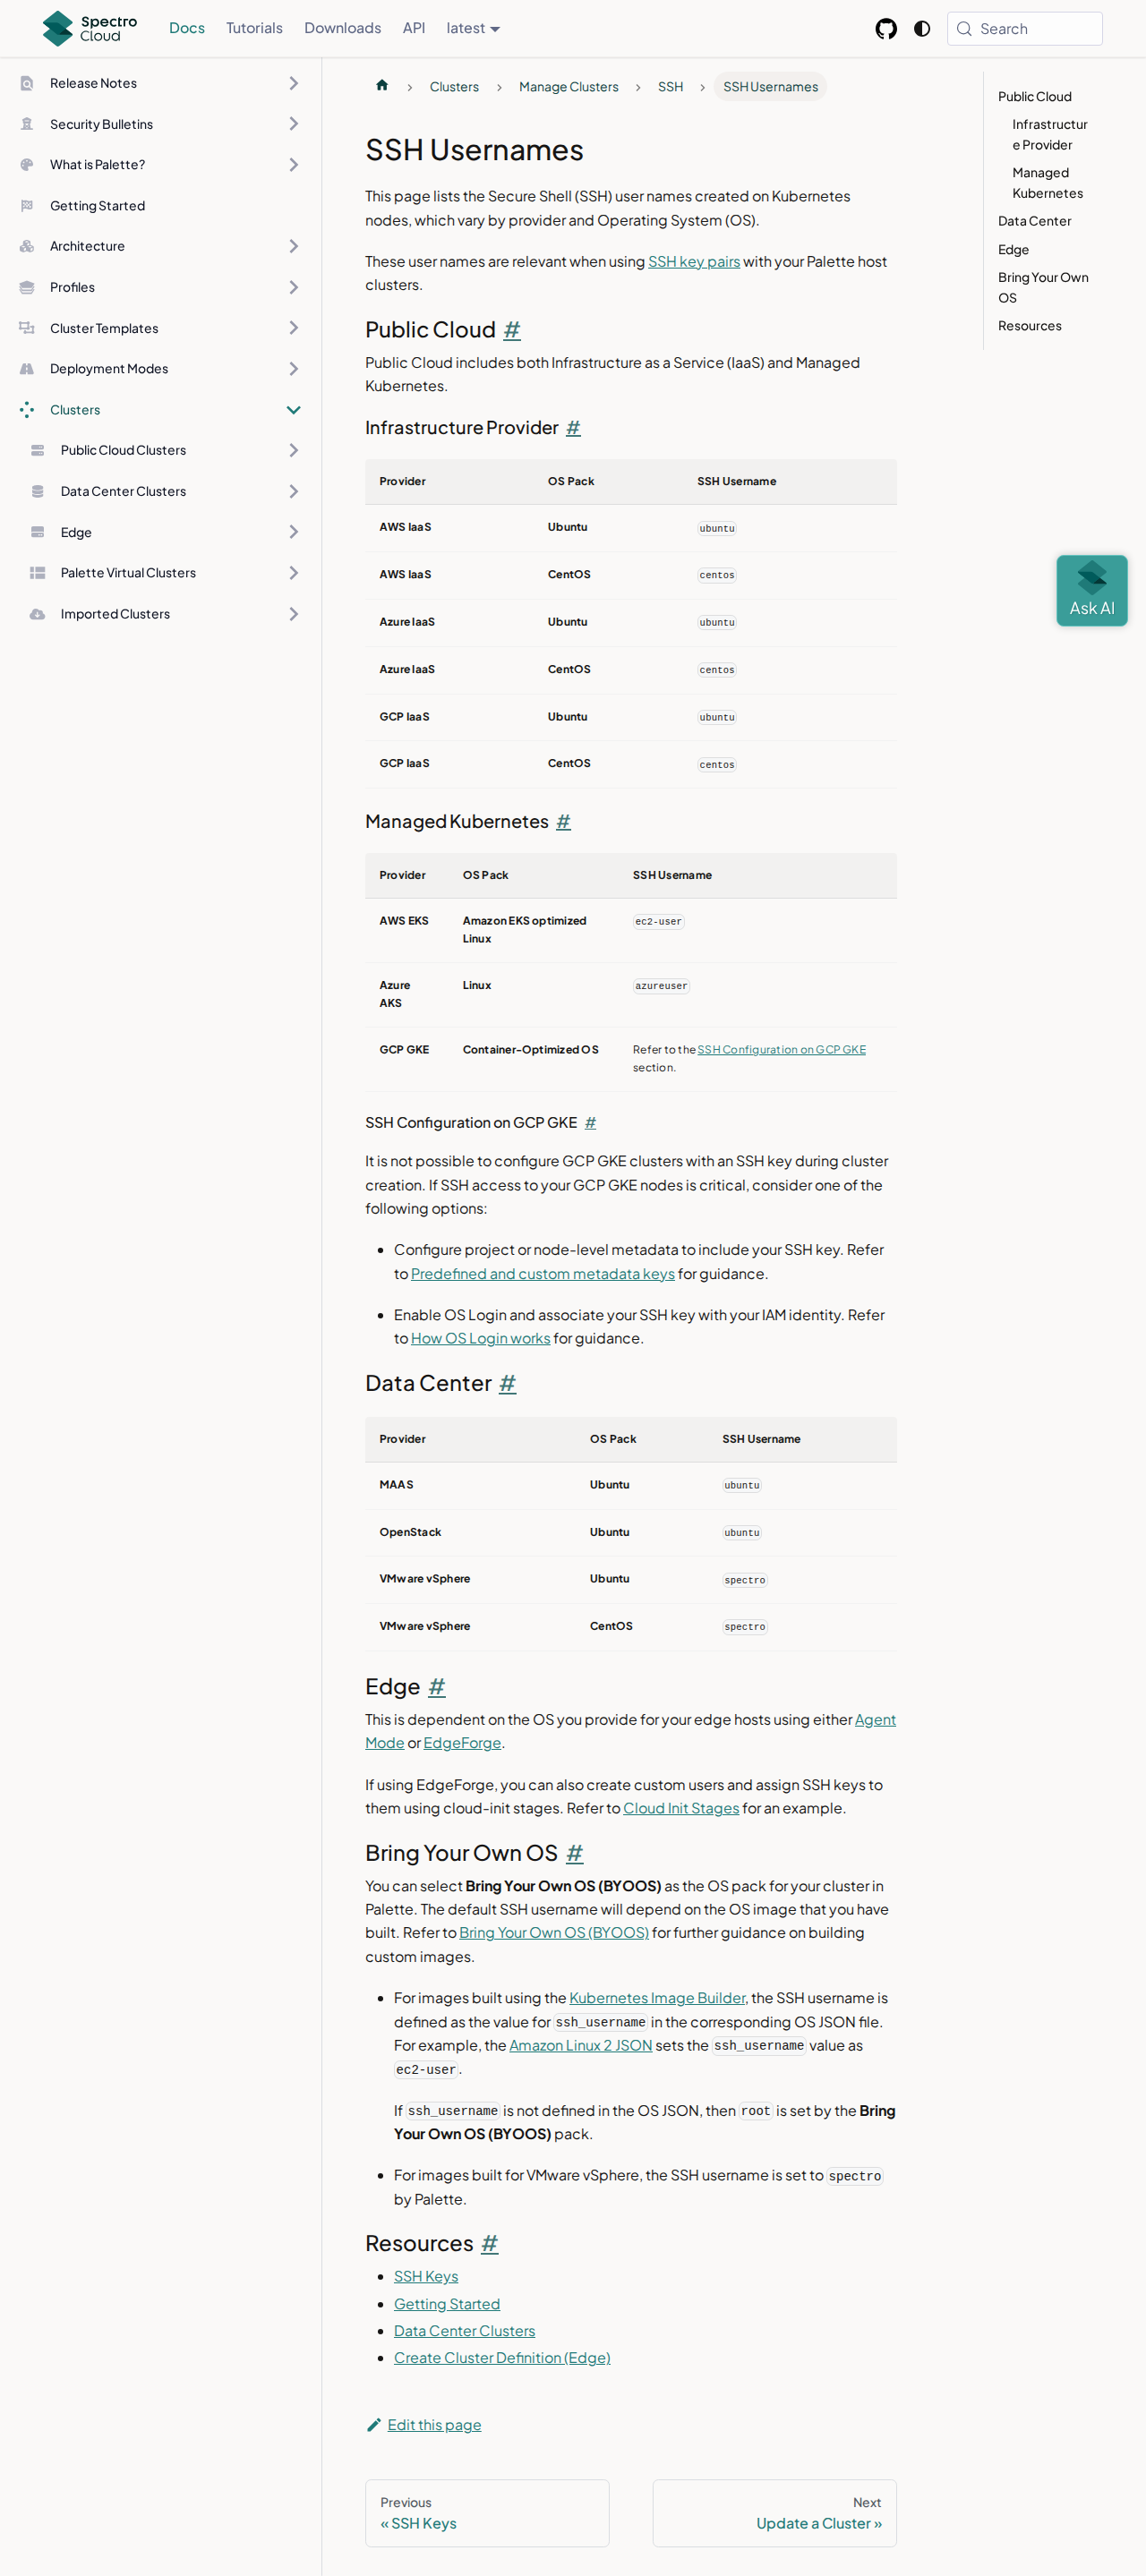 Spectro Cloud
Docs
Tutorials
Downloads
API
latest
Search
Release Notes
Security Bulletins
What is Palette?
Getting Started
Architecture
Profiles
Cluster Templates
Deployment Modes
Clusters
Public Cloud Clusters
Data Center Clusters
Edge
Palette Virtual Clusters
Imported Clusters
Clusters
Manage Clusters
SSH
SSH Usernames
SSH Usernames
This page lists the Secure Shell (SSH) user names created on Kubernetes
nodes, which vary by provider and Operating System (OS).
These user names are relevant when using SSH key pairs with your Palette host
clusters.
Public Cloud #
Public Cloud includes both Infrastructure as a Service (IaaS) and Managed
Kubernetes.
Infrastructure Provider #
Provider OS Pack SSH Username
AWS IaaS Ubuntu ubuntu
AWS IaaS CentOS centos
Azure IaaS Ubuntu ubuntu
Azure IaaS CentOS centos
GCP IaaS Ubuntu ubuntu
GCP IaaS CentOS centos
Managed Kubernetes #
Provider OS Pack SSH Username
AWS EKS Amazon EKS optimized ec2-user
Linux
Azure Linux azureuser
AKS
GCP GKE Container-Optimized OS Refer to the SSH Configuration on GCP GKE
section.
SSH Configuration on GCP GKE #
It is not possible to configure GCP GKE clusters with an SSH key during cluster
creation. If SSH access to your GCP GKE nodes is critical, consider one of the
following options:
Configure project or node-level metadata to include your SSH key. Refer
to Predefined and custom metadata keys for guidance.
Enable OS Login and associate your SSH key with your IAM identity. Refer
to How OS Login works for guidance.
Data Center #
Provider OS Pack SSH Username
MAAS Ubuntu ubuntu
OpenStack Ubuntu ubuntu
VMware vSphere Ubuntu spectro
VMware vSphere CentOS spectro
Edge #
This is dependent on the OS you provide for your edge hosts using either Agent
Mode or EdgeForge.
If using EdgeForge, you can also create custom users and assign SSH keys to
them using cloud-init stages. Refer to Cloud Init Stages for an example.
Bring Your Own OS #
You can select Bring Your Own OS (BYOOS) as the OS pack for your cluster in
Palette. The default SSH username will depend on the OS image that you have
built. Refer to Bring Your Own OS (BYOOS) for further guidance on building
custom images.
For images built using the Kubernetes Image Builder, the SSH username is
defined as the value for ssh_username in the corresponding OS JSON file.
For example, the Amazon Linux 2 JSON sets the ssh_username value as
ec2-user.
If ssh_username is not defined in the OS JSON, then root is set by the Bring
Your Own OS (BYOOS) pack.
For images built for VMware vSphere, the SSH username is set to spectro
by Palette.
Resources #
SSH Keys
Getting Started
Data Center Clusters
Create Cluster Definition (Edge)
Edit this page
Previous
« SSH Keys
Next
Update a Cluster »
Public Cloud
Infrastructur
e Provider
Managed
Kubernetes
Data Center
Edge
Bring Your Own
OS
Resources
Ask AI